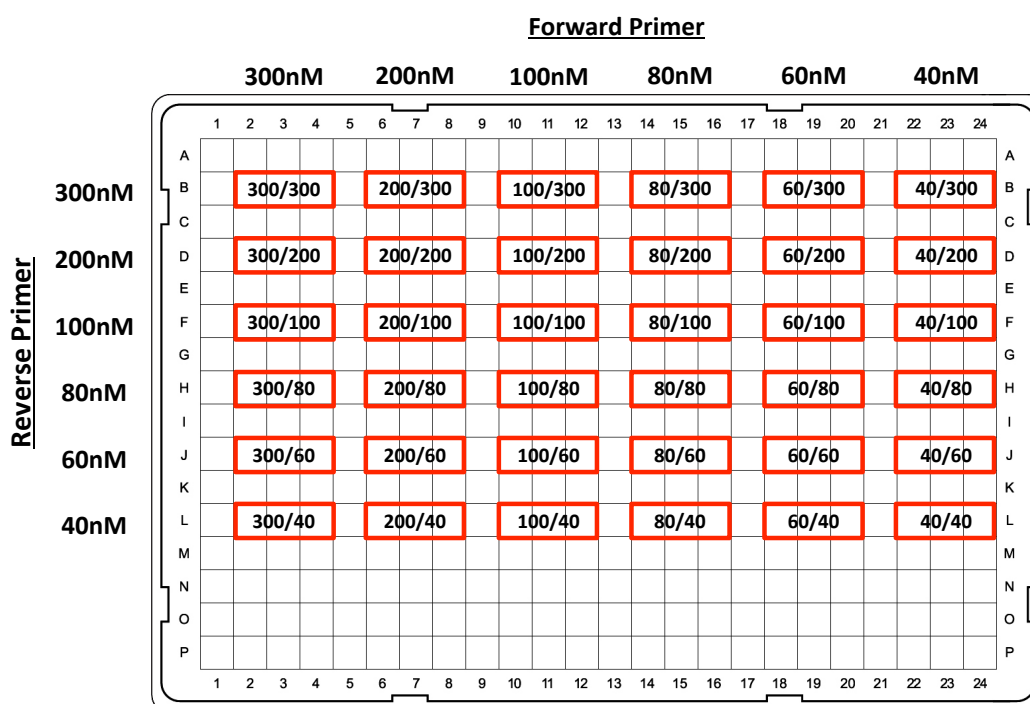 Forward Primer
300nM 200nM 100nM 80nM 60nM 40nM
1 2 3 4 5 6 7 8 9 10 11 12 13 14 15 16 17 18 19 20 21 22 23 24
A A
300nM B 300/300 200/300 100/300 80/300 60/300 40/300 B
C C
200nM D 300/200 200/200 100/200 80/200 60/200 40/200 D
E E
100nM F 300/100 200/100 100/100 80/100 60/100 40/100 F
G G
80nM H 300/80 200/80 100/80 80/80 60/80 40/80 H
I I
60nM J 300/60 200/60 100/60 80/60 60/60 40/60 J
K K
40nM L 300/40 200/40 100/40 80/40 60/40 40/40 L
M M
N N
O O
P P
1 2 3 4 5 6 7 8 9 10 11 12 13 14 15 16 17 18 19 20 21 22 23 24
Reverse Primer